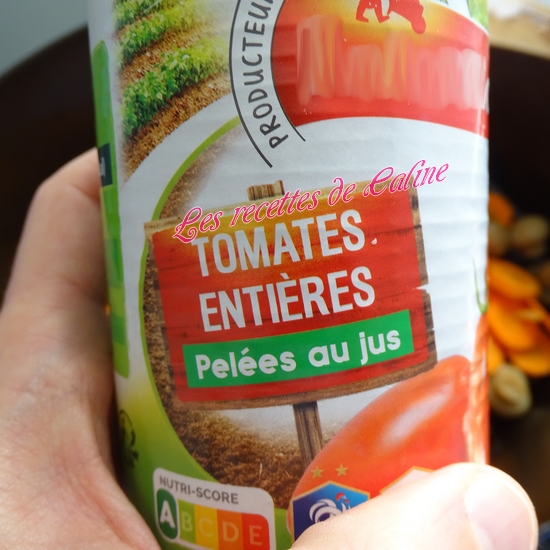 PRODUCTEUR
Les recettes de Caline
TOMATES
ENTIÈRES
Pelées au jus
NUTRI-SCORE
A B C D E